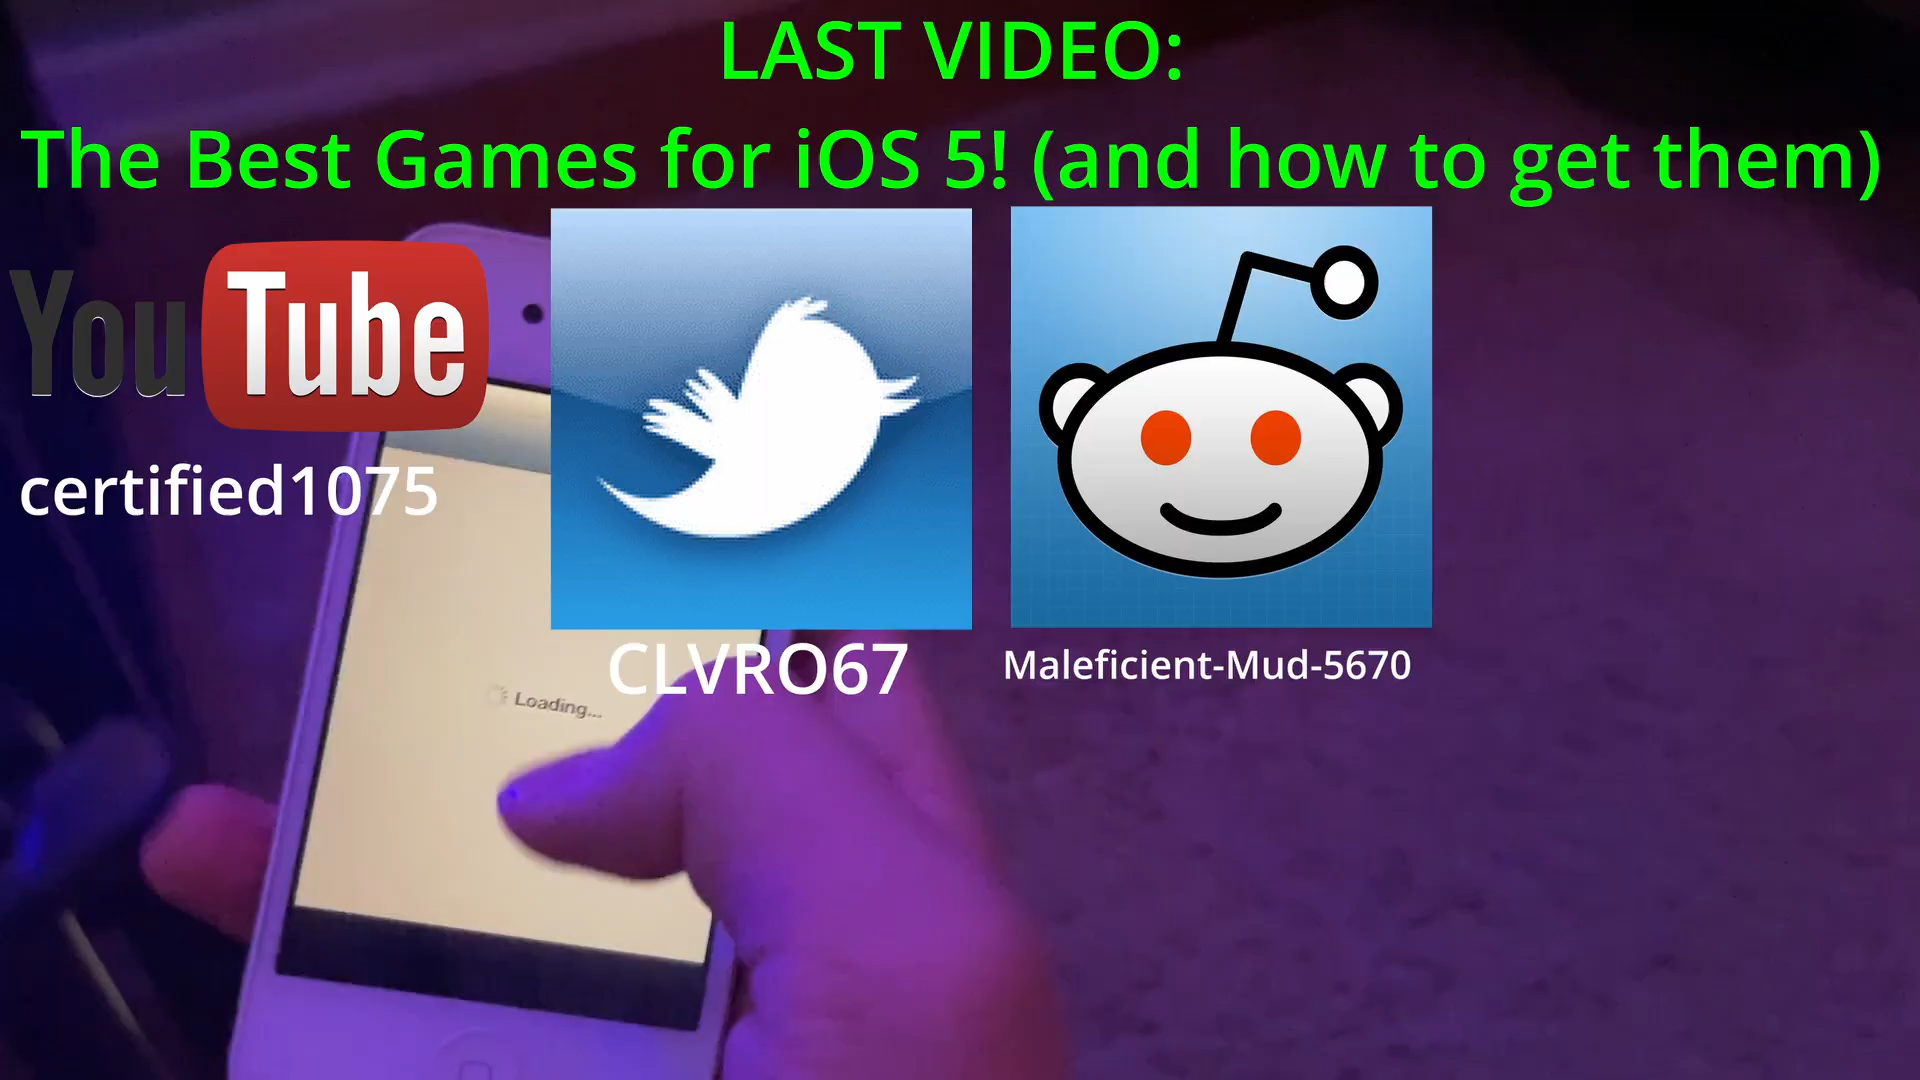 LAST VIDEO:
The Best Games for iOS 5! (and how to get them)
YouTube
certified1075
CLVRO67
Maleficient-Mud-5670
Loading...